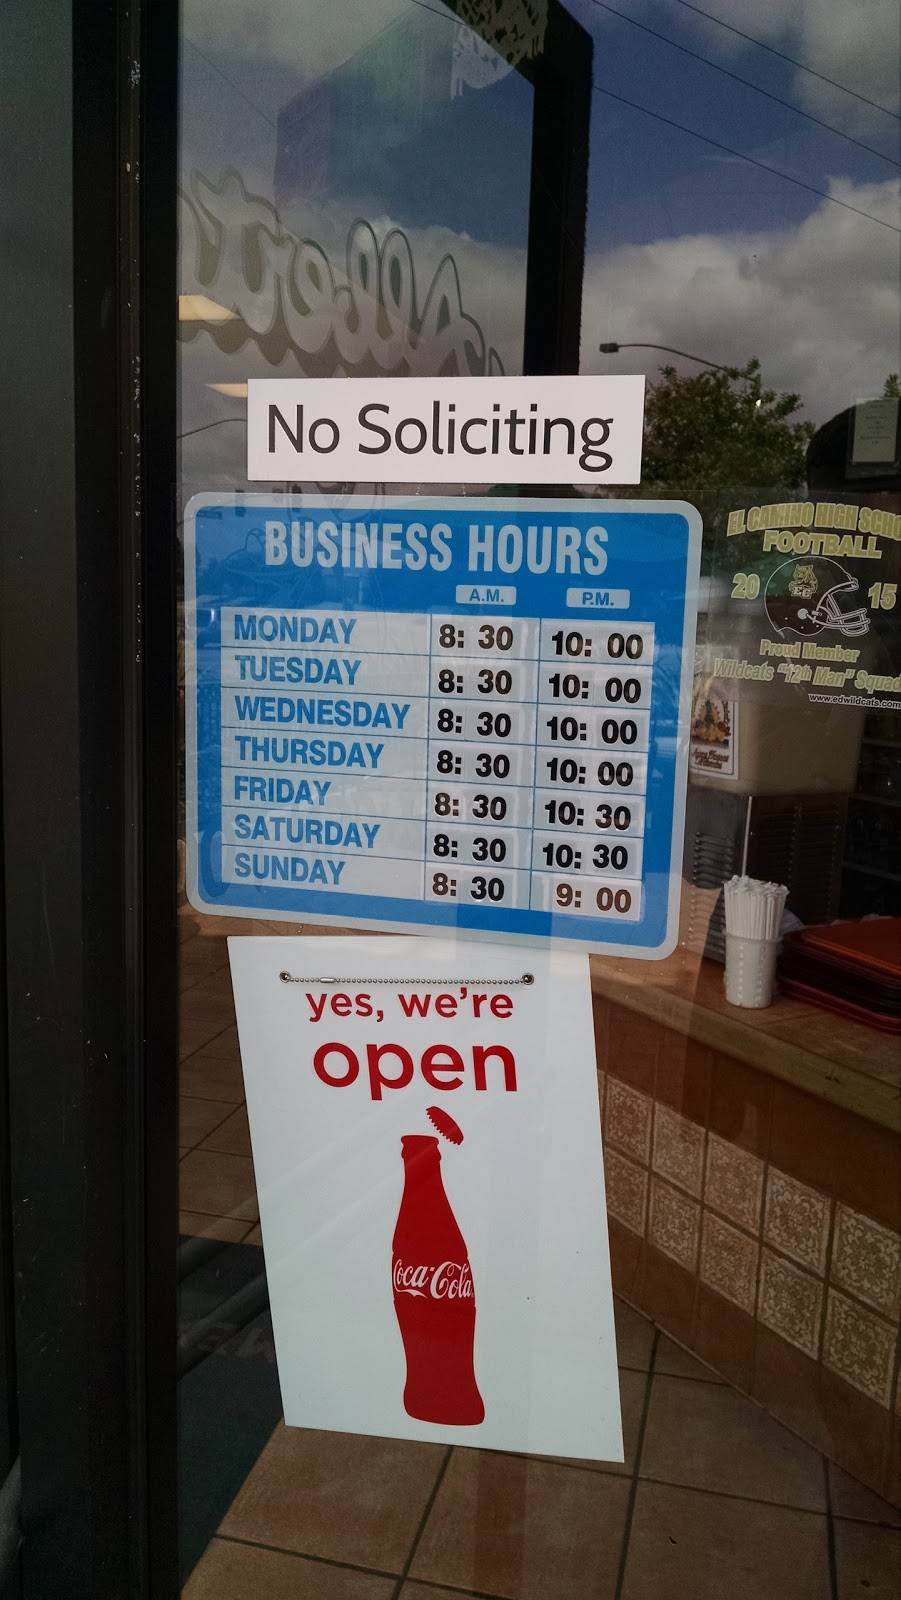 No Soliciting
BUSINESS HOURS
A.M. P.M.
MONDAY 8: 30 10: 00
TUESDAY 8: 30 10: 00
WEDNESDAY 8: 30 10: 00
THURSDAY 8: 30 10: 00
FRIDAY 8: 30 10: 30
SATURDAY 8: 30 10: 30
SUNDAY 8: 30 9: 00
EL CAMINO HIGH SCHO
FOOTBALL
20 15
EC
Proud Member
Wildcats "12th Man" Squad
www.edwildcats.com
yes, we're
open
Coca-Cola